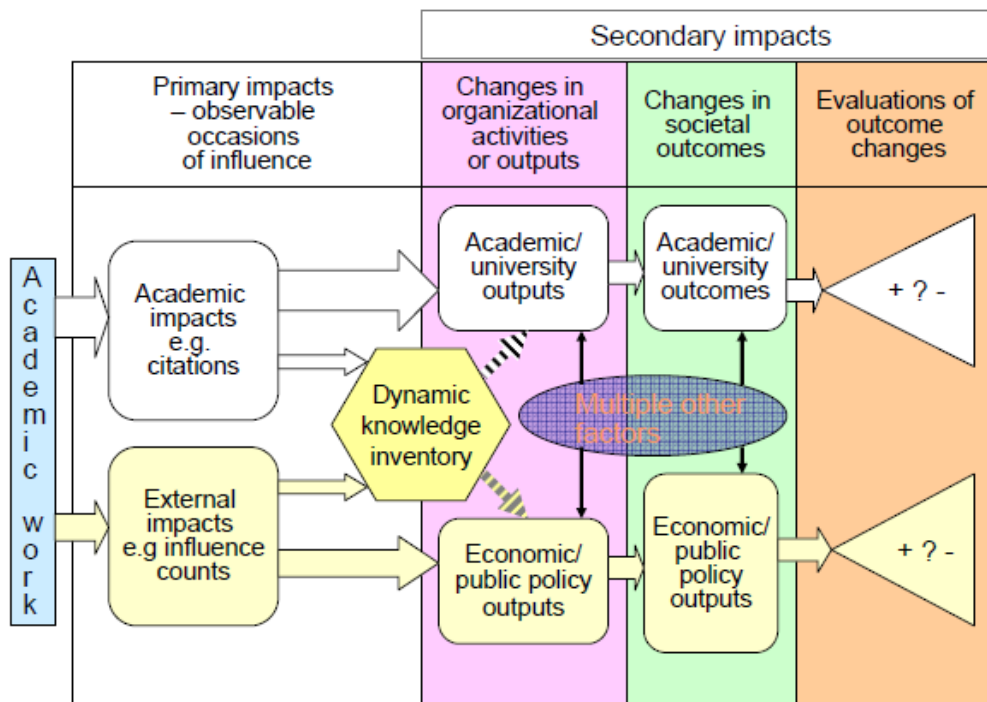 Secondary impacts
Primary impacts
– observable
occasions
of influence
Changes in
organizational
activities
or outputs
Changes in
societal
outcomes
Evaluations of
outcome
changes
Academic work
Academic
impacts
e.g.
citations
Academic/
university
outputs
Academic/
university
outcomes
+ ? -
Dynamic
knowledge
inventory
Multiple other
factors
External
impacts
e.g influence
counts
Economic/
public policy
outputs
Economic/
public
policy
outputs
+ ? -